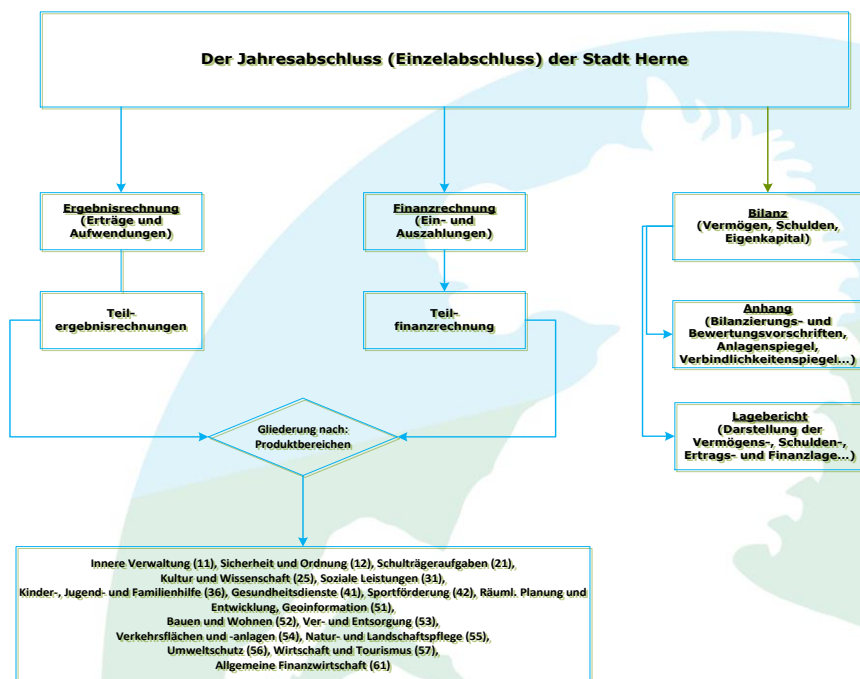 Der Jahresabschluss (Einzelabschluss) der Stadt Herne
Ergebnisrechnung
(Erträge und
Aufwendungen)
Finanzrechnung
(Ein- und
Auszahlungen)
Bilanz
(Vermögen, Schulden,
Eigenkapital)
Teil-
ergebnisrechnungen
Teil-
finanzrechnung
Anhang
(Bilanzierungs- und
Bewertungsvorschriften,
Anlagenspiegel,
Verbindlichkeitenspiegel...)
Gliederung nach:
Produktbereichen
Lagebericht
(Darstellung der
Vermögens-, Schulden-,
Ertrags- und Finanzlage...)
Innere Verwaltung (11), Sicherheit und Ordnung (12), Schulträgeraufgaben (21),
Kultur und Wissenschaft (25), Soziale Leistungen (31),
Kinder-, Jugend- und Familienhilfe (36), Gesundheitsdienste (41), Sportförderung (42), Räuml. Planung und
Entwicklung, Geoinformation (51),
Bauen und Wohnen (52), Ver- und Entsorgung (53),
Verkehrsflächen und -anlagen (54), Natur- und Landschaftspflege (55),
Umweltschutz (56), Wirtschaft und Tourismus (57),
Allgemeine Finanzwirtschaft (61)